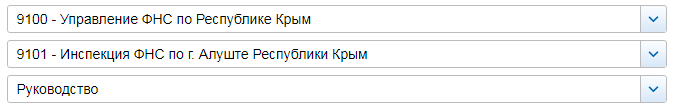 9100 - Управление ФНС по Республике Крым
9101 - Инспекция ФНС по г. Алуште Республики Крым
Руководство